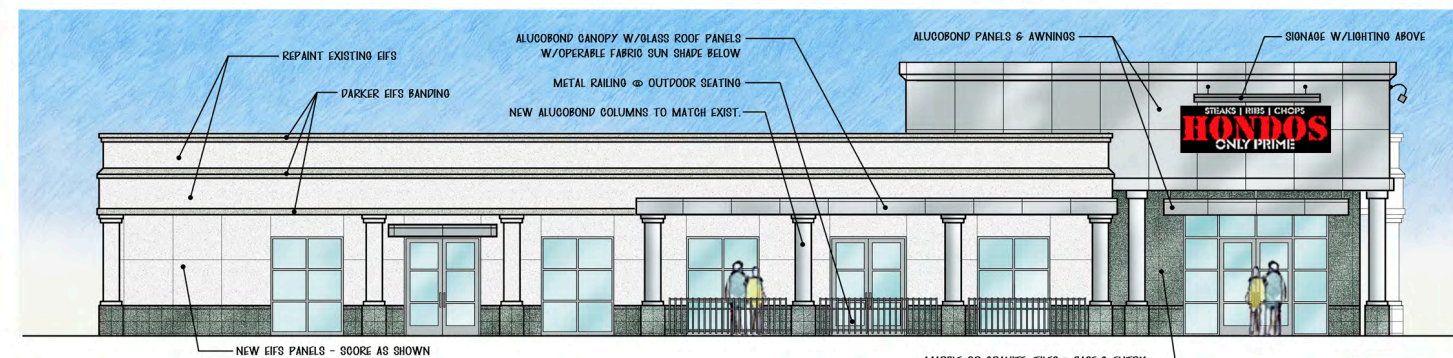 ALUCOBOND CANOPY W/GLASS ROOF PANELS
W/OPERABLE FABRIC SUN SHADE BELOW
ALUCOBOND PANELS & AWNINGS
SIGNAGE W/LIGHTING ABOVE
REPAINT EXISTING EIFS
METAL RAILING @ OUTDOOR SEATING
DARKER EIFS BANDING
NEW ALUCOBOND COLUMNS TO MATCH EXIST.
STEAKS | RIBS | CHOPS
HONDOS
ONLY PRIME
NEW EIFS PANELS - SCORE AS SHOWN